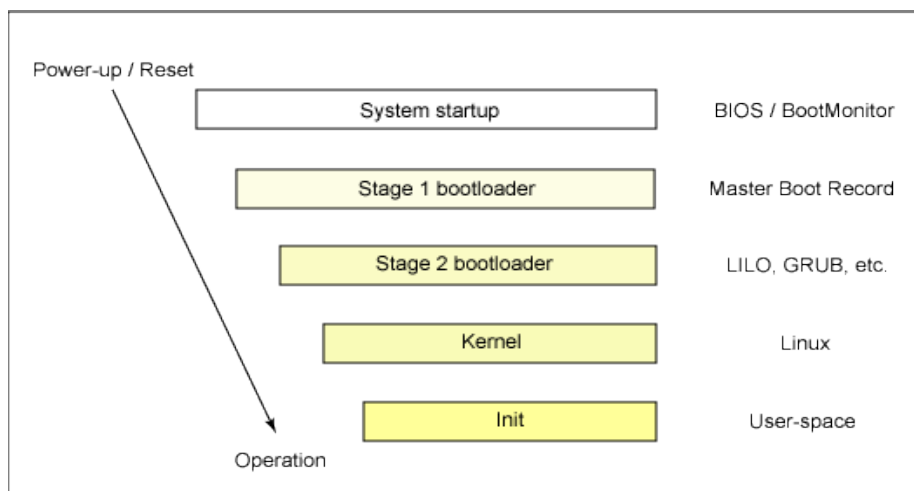 Power-up / Reset
System startup
BIOS / BootMonitor
Stage 1 bootloader
Master Boot Record
Stage 2 bootloader
LILO, GRUB, etc.
Kernel
Linux
Init
User-space
Operation